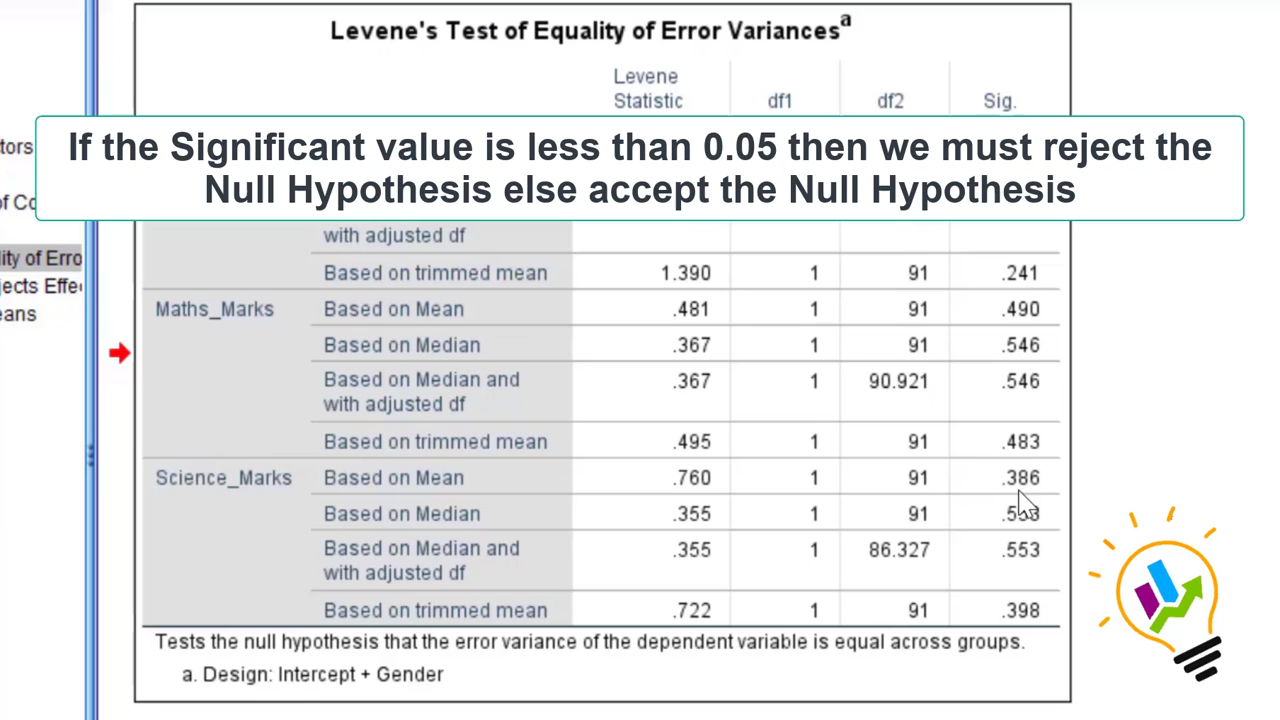 Levene's Test of Equality of Error Variancesa
Levene
Statistic df1 df2 Sig.
If the Significant value is less than 0.05 then we must reject the
Null Hypothesis else accept the Null Hypothesis
tors
of Co
lity of Erro
jects Effe
eans
with adjusted df
Based on trimmed mean 1.390 1 91 .241
Maths_Marks Based on Mean .481 1 91 .490
Based on Median .367 1 91 .546
Based on Median and
with adjusted df .367 1 90.921 .546
Based on trimmed mean .495 1 91 .483
Science_Marks Based on Mean .760 1 91 .386
Based on Median .355 1 91
Based on Median and
with adjusted df .355 1 86.327 .553
Based on trimmed mean .722 1 91 .398
Tests the null hypothesis that the error variance of the dependent variable is equal across groups.
a. Design: Intercept + Gender